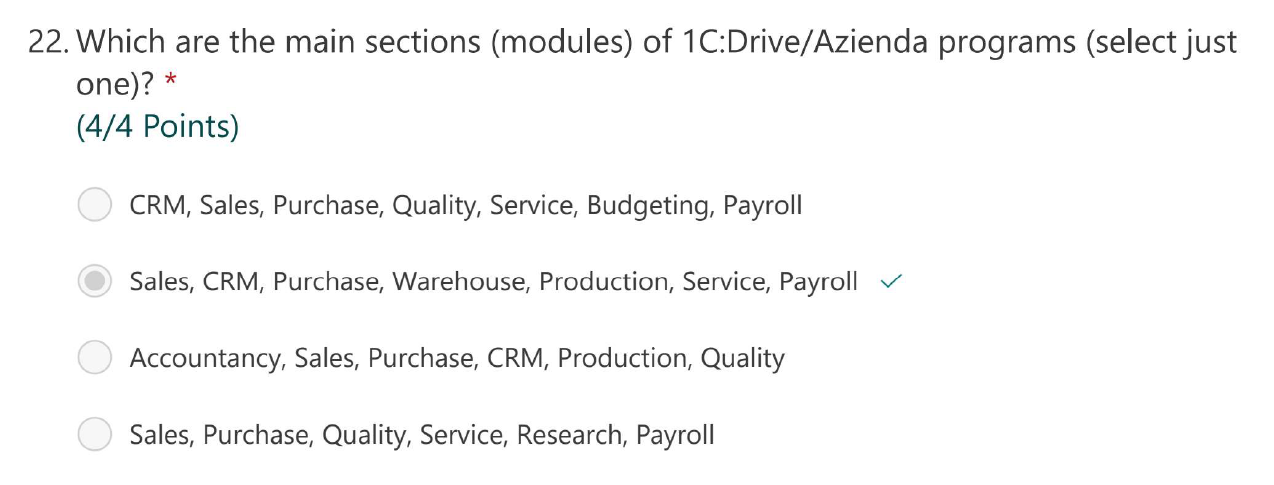 22. Which are the main sections (modules) of 1C:Drive/Azienda programs (select just
one)? *
(4/4 Points)
CRM, Sales, Purchase, Quality, Service, Budgeting, Payroll
Sales, CRM, Purchase, Warehouse, Production, Service, Payroll
Accountancy, Sales, Purchase, CRM, Production, Quality
Sales, Purchase, Quality, Service, Research, Payroll